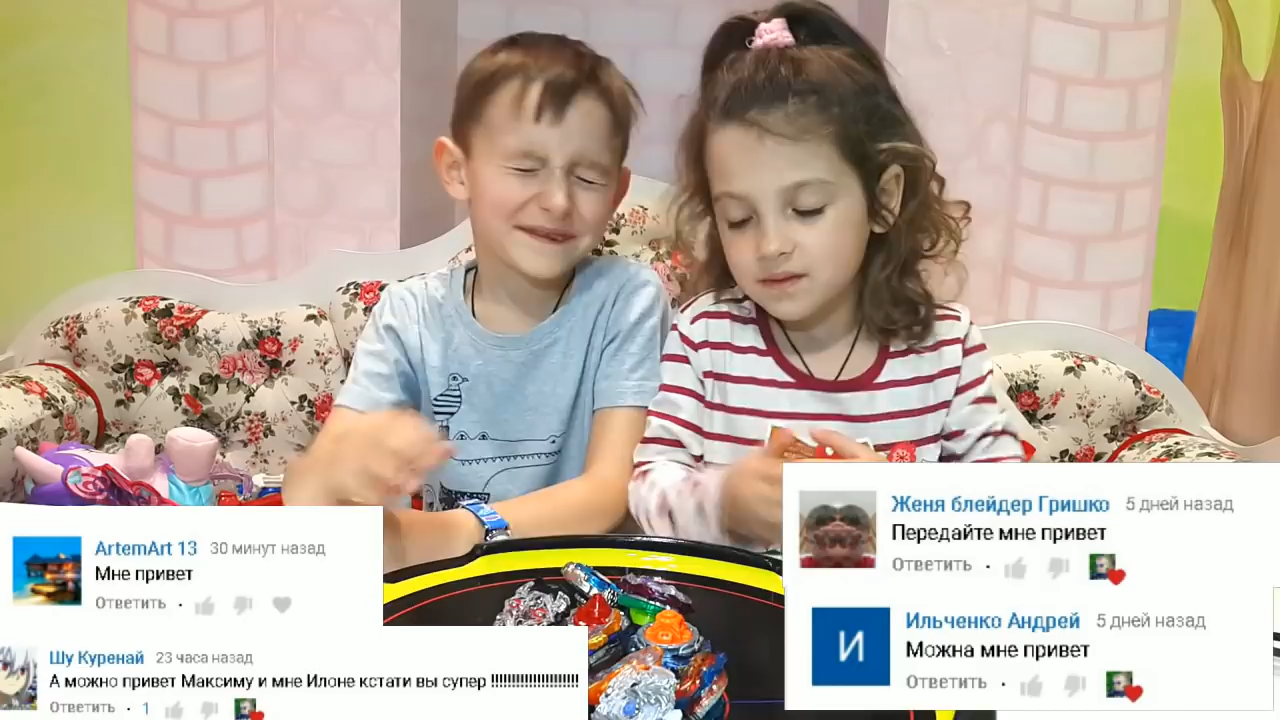 ArtemArt 13 30 минут назад
Мне привет
Ответить
Шу Куренай 23 часа назад
А можно привет Максиму и мне Илоне кстати вы супер !!!!!!!!!!!!!!!!!!!!!!
Ответить 1
Женя блейдер Гришко 5 дней назад
Передайте мне привет
Ответить
И
Ильченко Андрей 5 дней назад
Можна мне привет
Ответить